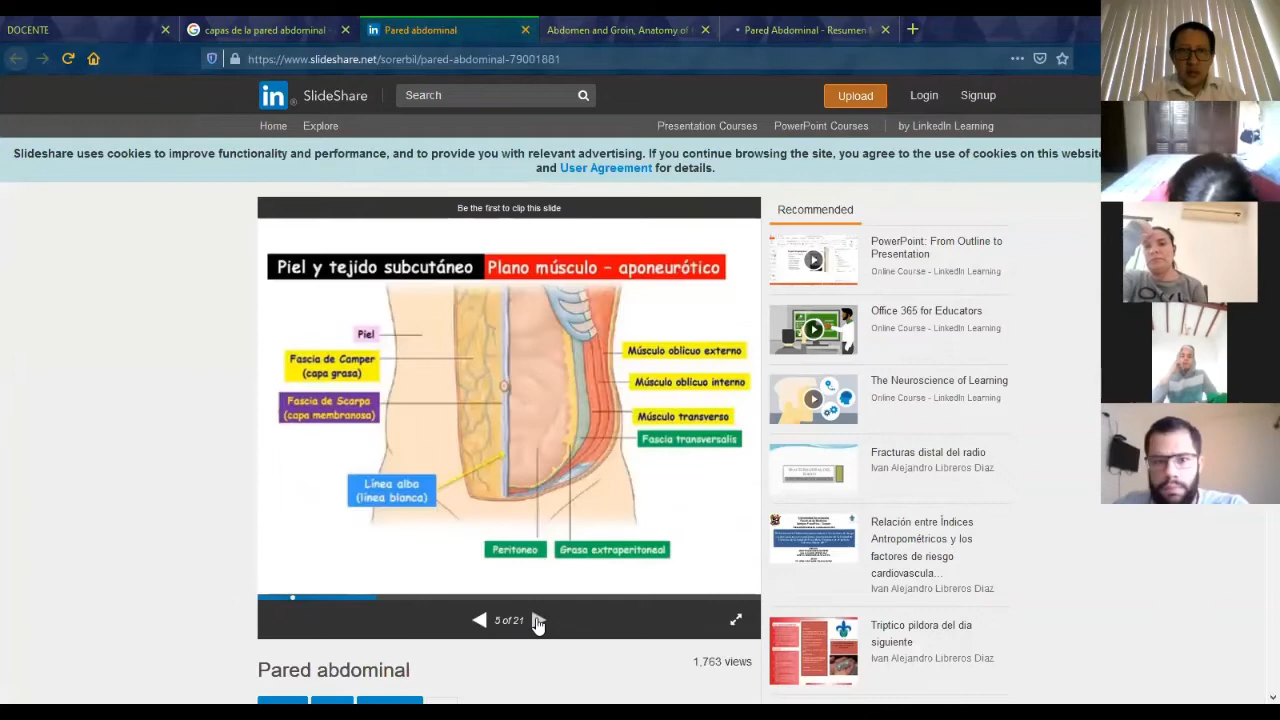 DOCENTE
capas de la pared abdominal
Pared abdominal
Abdomen and Groin, Anatomy of
Pared Abdominal - Resumen
https://www.slideshare.net/sorerbil/pared-abdominal-79001881
in SlideShare
Search
Upload
Login
Signup
Home
Explore
Presentation Courses
PowerPoint Courses
by LinkedIn Learning
Slideshare uses cookies to improve functionality and performance, and to provide you with relevant advertising. If you continue browsing the site, you agree to the use of cookies on this website
and User Agreement for details.
Be the first to clip this slide
Piel y tejido subcutáneo
Plano músculo - aponeurótico
Piel
Fascia de Camper
(capa grasa)
Fascia de Scarpa
(capa membranosa)
Línea alba
(línea blanca)
Músculo oblicuo externo
Músculo oblicuo interno
Músculo transverso
Fascia transversalis
Peritoneo
Grasa extraperitoneal
5 of 21
Pared abdominal
1,763 views
Recommended
PowerPoint: From Outline to
Presentation
Online Course - LinkedIn Learning
Office 365 for Educators
Online Course - LinkedIn Learning
The Neuroscience of Learning
Online Course - LinkedIn Learning
Fracturas distal del radio
Ivan Alejandro Libreros Diaz
Relación entre Índices
Antropométricos y los
factores de riesgo
cardiovascula...
Ivan Alejandro Libreros Diaz
Triptico pildora del dia
siguiente
Ivan Alejandro Libreros Diaz